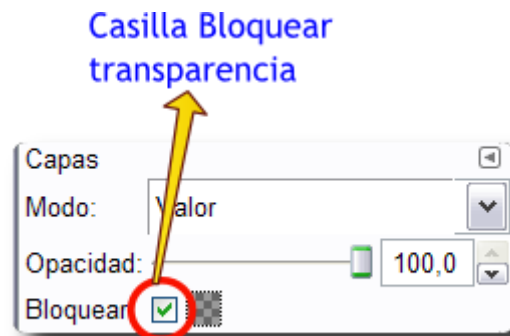 Casilla Bloquear
transparencia
Capas
Modo: Valor
Opacidad: 100,0
Bloquear